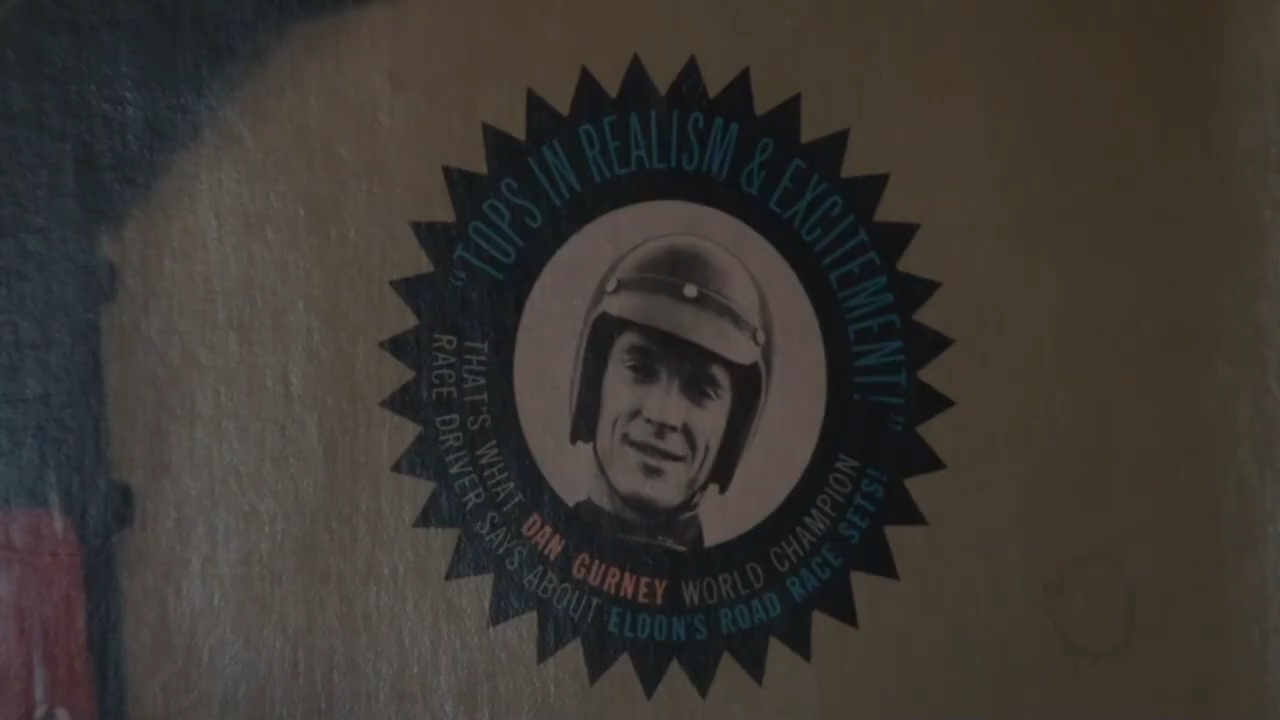 "TOPS IN REALISM & EXCITEMENT!"
THAT'S WHAT DAN GURNEY WORLD CHAMPION
RACE DRIVER SAYS ABOUT ELDON'S ROAD RACE SETS!